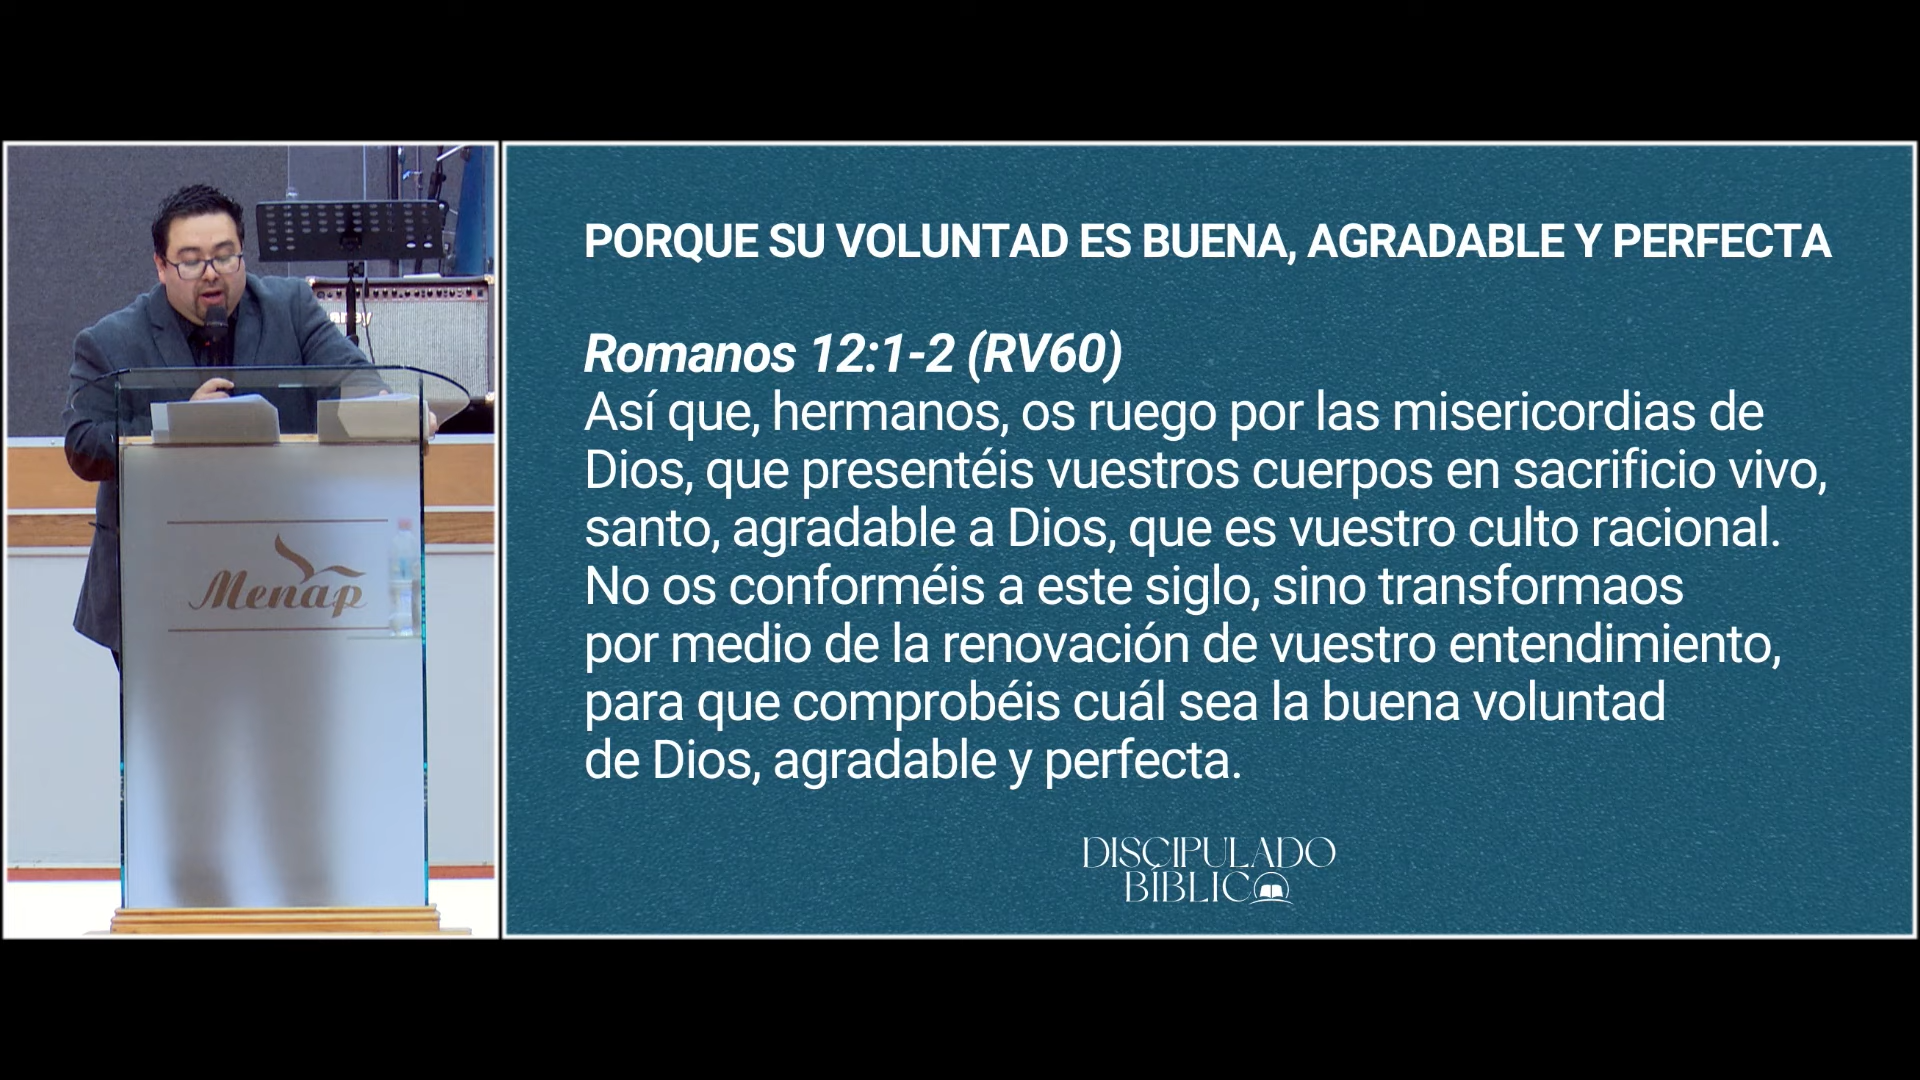 PORQUE SU VOLUNTAD ES BUENA, AGRADABLE Y PERFECTA
Romanos 12:1-2 (RV60)
Así que, hermanos, os ruego por las misericordias de
Dios, que presentéis vuestros cuerpos en sacrificio vivo,
santo, agradable a Dios, que es vuestro culto racional.
No os conforméis a este siglo, sino transformaos
por medio de la renovación de vuestro entendimiento,
para que comprobéis cuál sea la buena voluntad
de Dios, agradable y perfecta.
DISCIPULADO
BÍBLICO
Menap